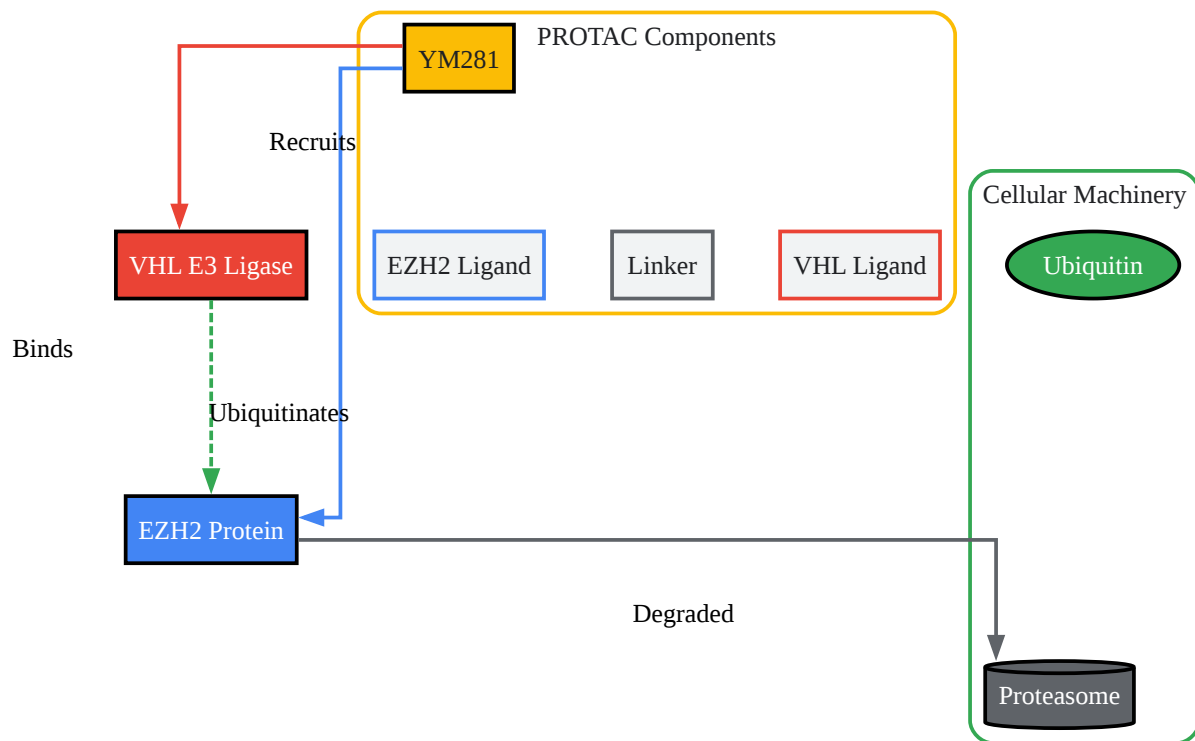 PROTAC Components
YM281
Recruits
Cellular Machinery
VHL E3 Ligase
EZH2 Ligand
Linker
VHL Ligand
Ubiquitin
Binds
Ubiquitinates
EZH2 Protein
Degraded
Proteasome